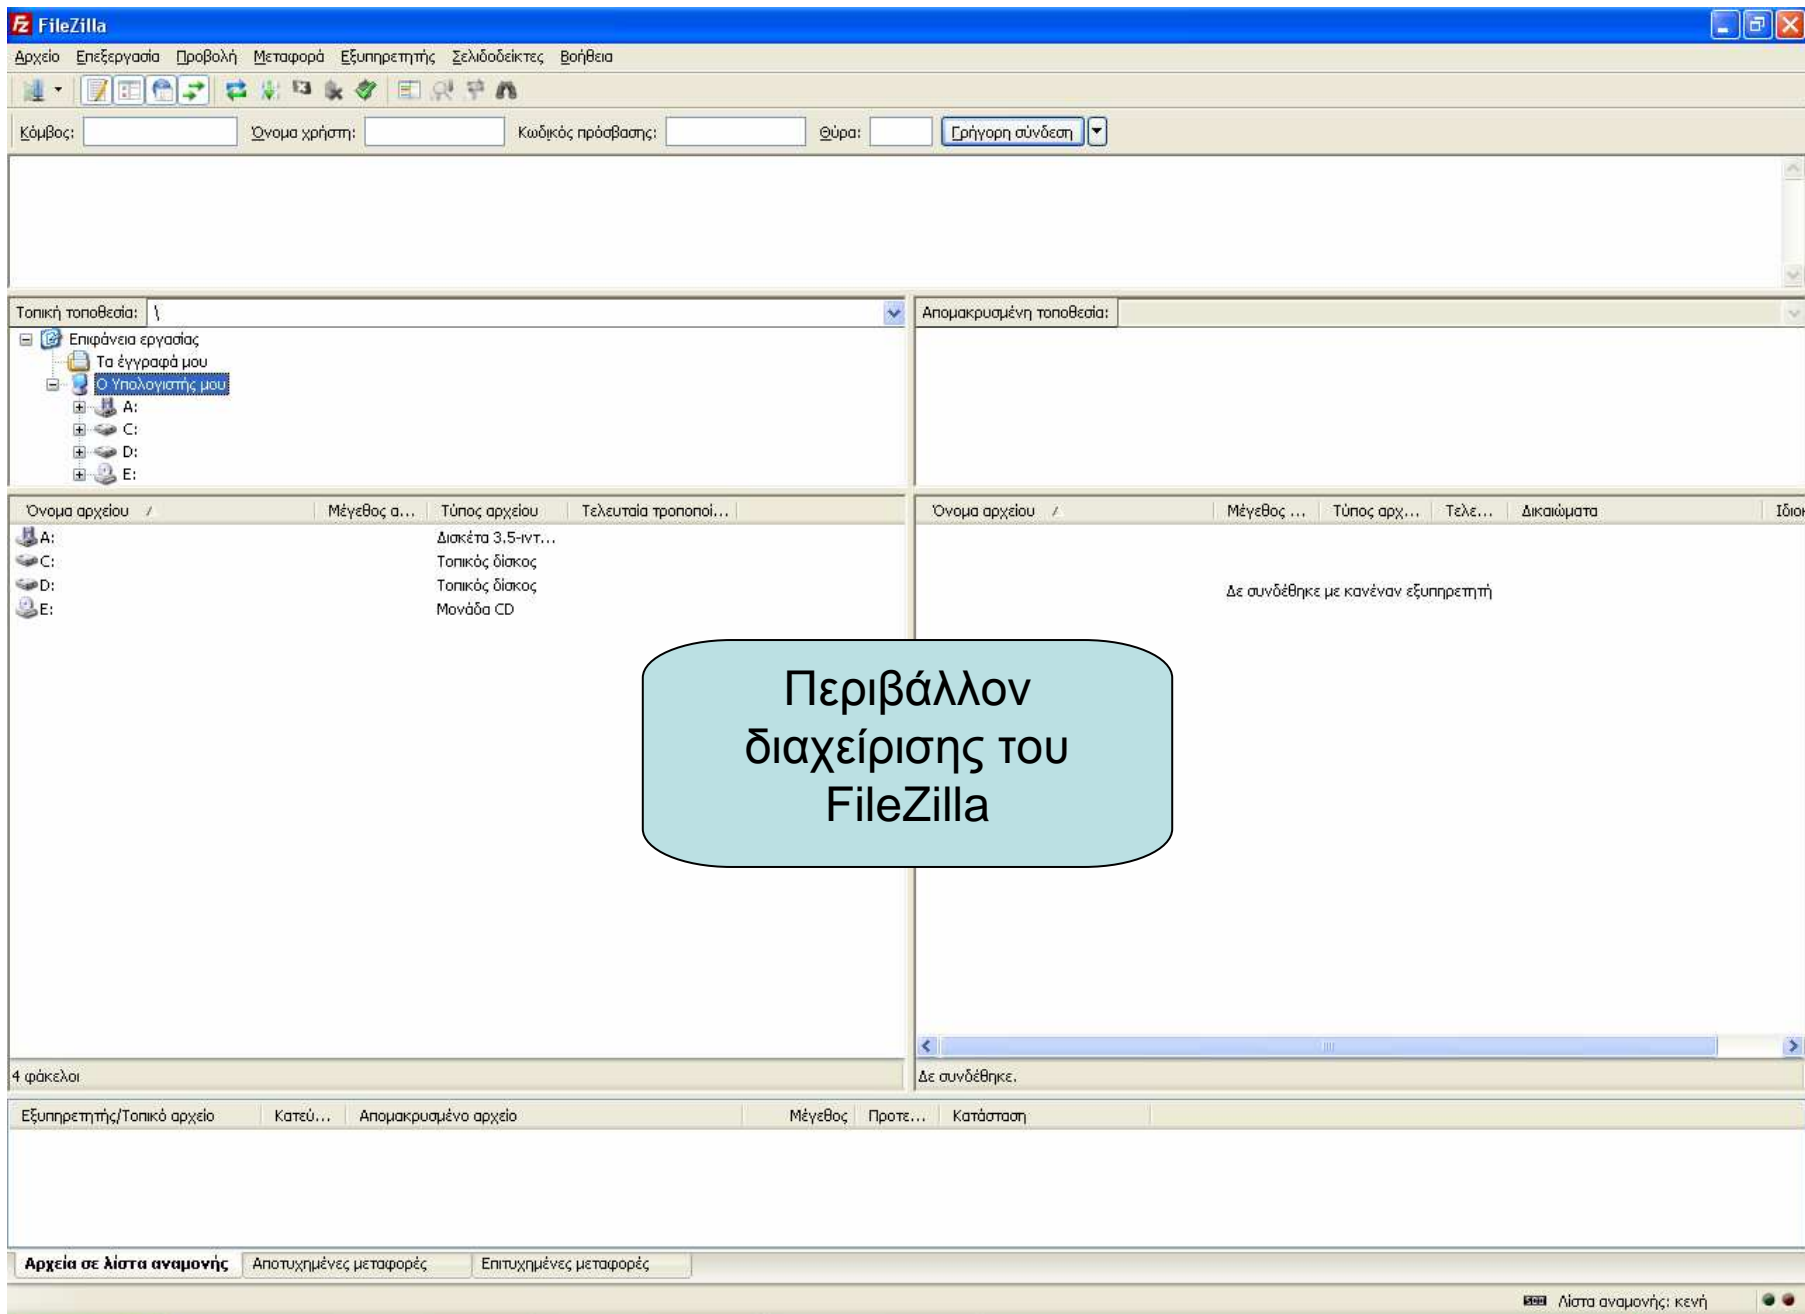 FileZilla
Αρχείο Επεξεργασία Προβολή Μεταφορά Εξυπηρετητής Σελιδοδείκτες Βοήθεια
Κόμβος: Όνομα χρήστη: Κωδικός πρόσβασης: Θύρα: Γρήγορη σύνδεση
Τοπική τοποθεσία: \
Απομακρυσμένη τοποθεσία:
Επιφάνεια εργασίας
Τα έγγραφά μου
Ο Υπολογιστής μου
A:
C:
D:
E:
Όνομα αρχείου Μέγεθος α... Τύπος αρχείου Τελευταία τροποποί...
A: Δισκέτα 3.5-ιντ...
C: Τοπικός δίσκος
D: Τοπικός δίσκος
E: Μονάδα CD
4 φάκελοι
Όνομα αρχείου Μέγεθος ... Τύπος αρχ... Τελε... Δικαιώματα Ιδιοκ
Δε συνδέθηκε με κανέναν εξυπηρετητή
Δε συνδέθηκε.
Περιβάλλον
διαχείρισης του
FileZilla
Εξυπηρετητής/Τοπικό αρχείο Κατεύ... Απομακρυσμένο αρχείο Μέγεθος Προτε... Κατάσταση
Αρχεία σε λίστα αναμονής Αποτυχημένες μεταφορές Επιτυχημένες μεταφορές
Λίστα αναμονής: κενή